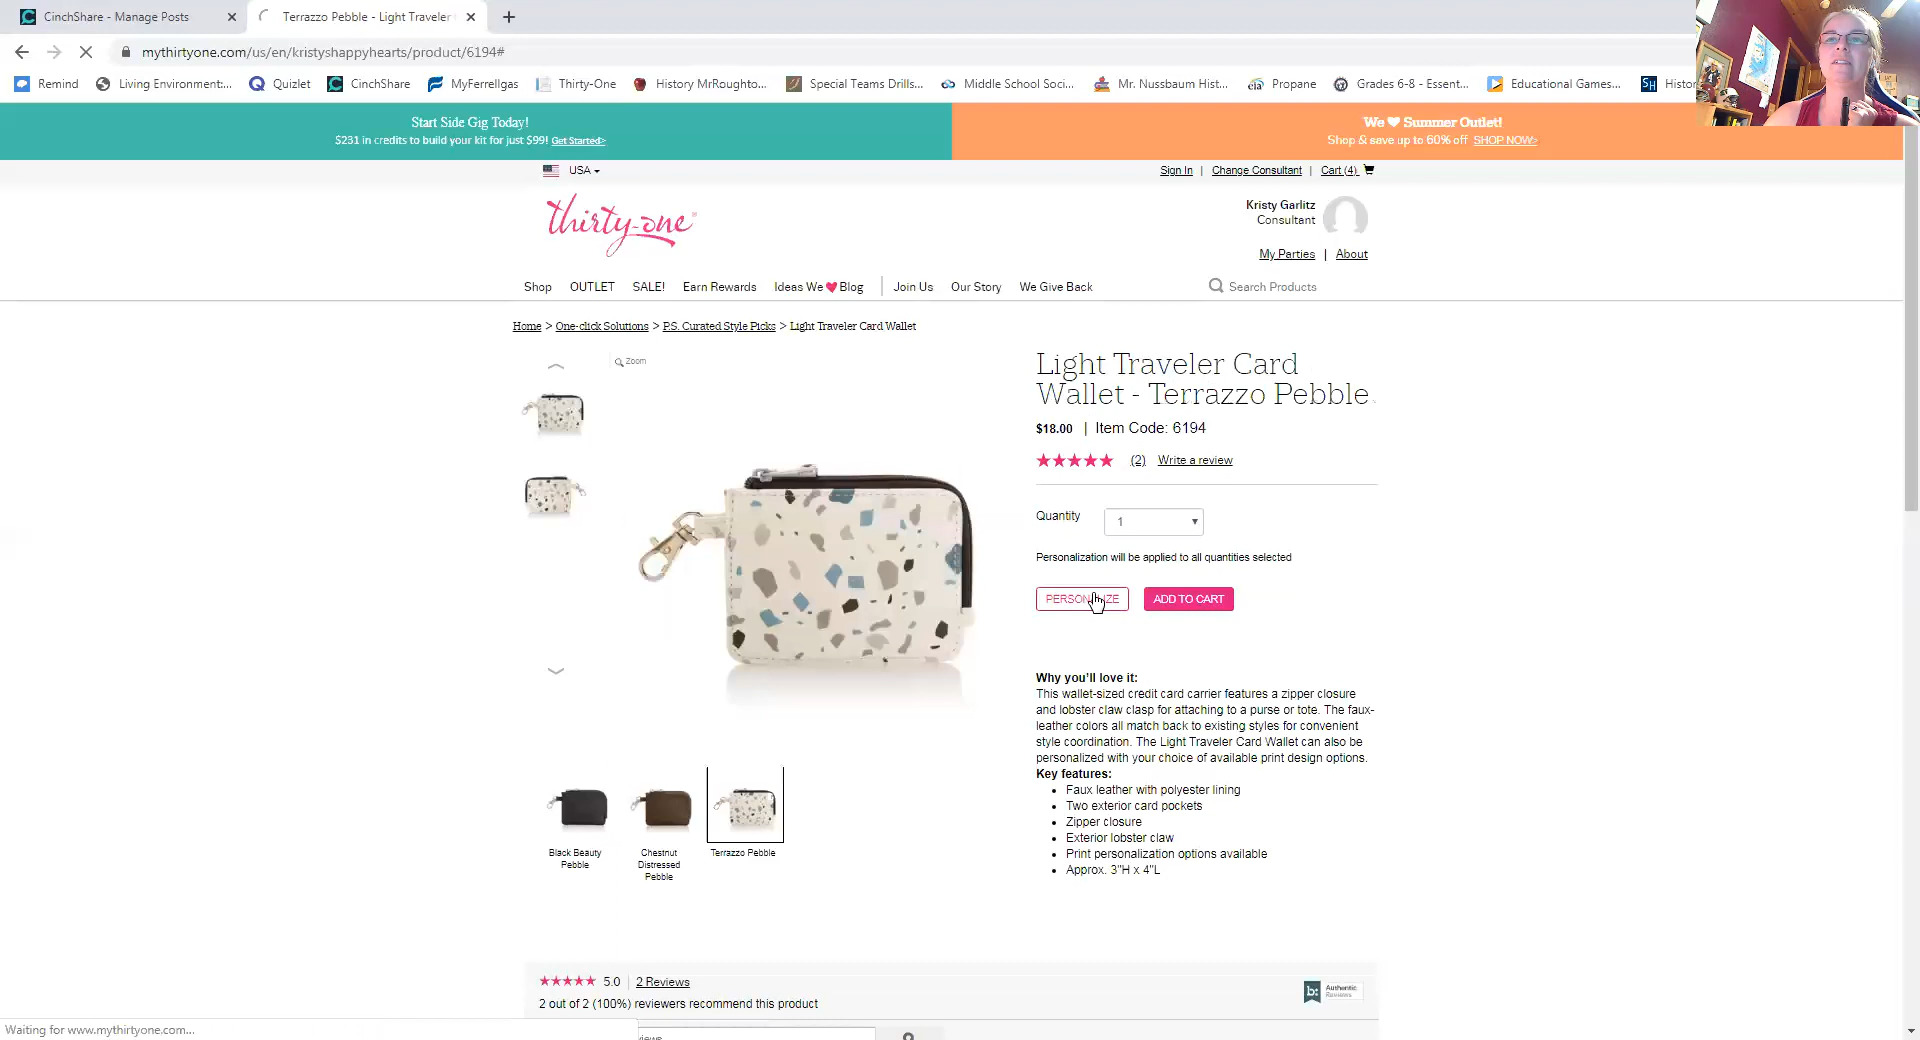 CinchShare - Manage Posts
Terrazzo Pebble - Light Traveler
mythirtyone.com/us/en/kristyshappyhearts/product/6194#
Remind
Living Environment:...
Quizlet
CinchShare
MyFerrellgas
Thirty-One
History MrRoughto...
Special Teams Drills...
Middle School Soci...
Mr. Nussbaum Hist...
eia Propane
Grades 6-8 - Essent...
Educational Games...
SH Histor
Start Side Gig Today!
$231 in credits to build your kit for just $99! Get Started>
We ❤ Summer Outlet!
Shop & save up to 60% off SHOP NOW>
USA
Sign In | Change Consultant | Cart (4)
thirty-one
Kristy Garlitz
Consultant
My Parties | About
Shop OUTLET SALE! Earn Rewards Ideas We ❤ Blog Join Us Our Story We Give Back
Search Products
Home > One-click Solutions > P.S. Curated Style Picks > Light Traveler Card Wallet
Zoom
Light Traveler Card
Wallet - Terrazzo Pebble
$18.00 | Item Code: 6194
★★★★★ (2) Write a review
Quantity 1
Personalization will be applied to all quantities selected
PERSONALIZE ADD TO CART
Why you'll love it:
This wallet-sized credit card carrier features a zipper closure
and lobster claw clasp for attaching to a purse or tote. The faux-
leather colors all match back to existing styles for convenient
style coordination. The Light Traveler Card Wallet can also be
personalized with your choice of available print design options.
Key features:
• Faux leather with polyester lining
• Two exterior card pockets
• Zipper closure
• Exterior lobster claw
• Print personalization options available
• Approx. 3"H x 4"L
Black Beauty
Pebble
Chestnut
Distressed
Pebble
Terrazzo Pebble
★★★★★ 5.0 | 2 Reviews
2 out of 2 (100%) reviewers recommend this product
b: Authentic
Reviews
Waiting for www.mythirtyone.com...